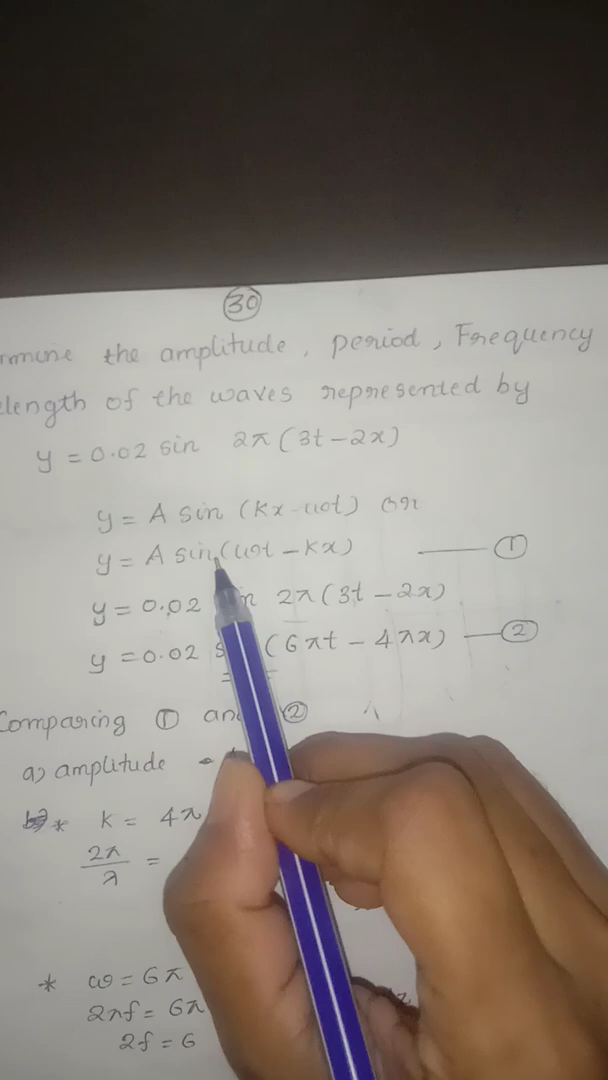 30
the amplitude, period, Frequency
length of the waves represented by
y = 0.02 sin 2π(3t - 2x)
y = A sin (Kx - ωt) or
y = A sin (ωt - Kx) ①
y = 0.02 2π(3t - 2x)
y = 0.02 (6πt - 4πx) ②
Comparing ① and ②
a) amplitude
* K = 4π
2π/λ =
* ω = 6π
2πf = 6π
2f = 6